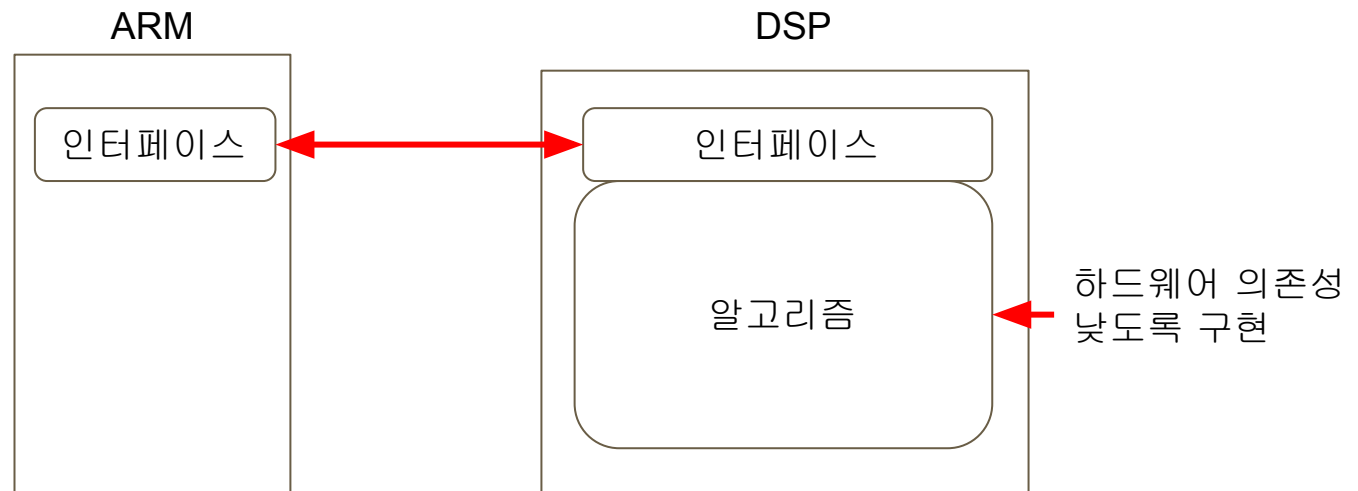 ARM
DSP
인터페이스
인터페이스
알고리즘
하드웨어 의존성
낮도록 구현